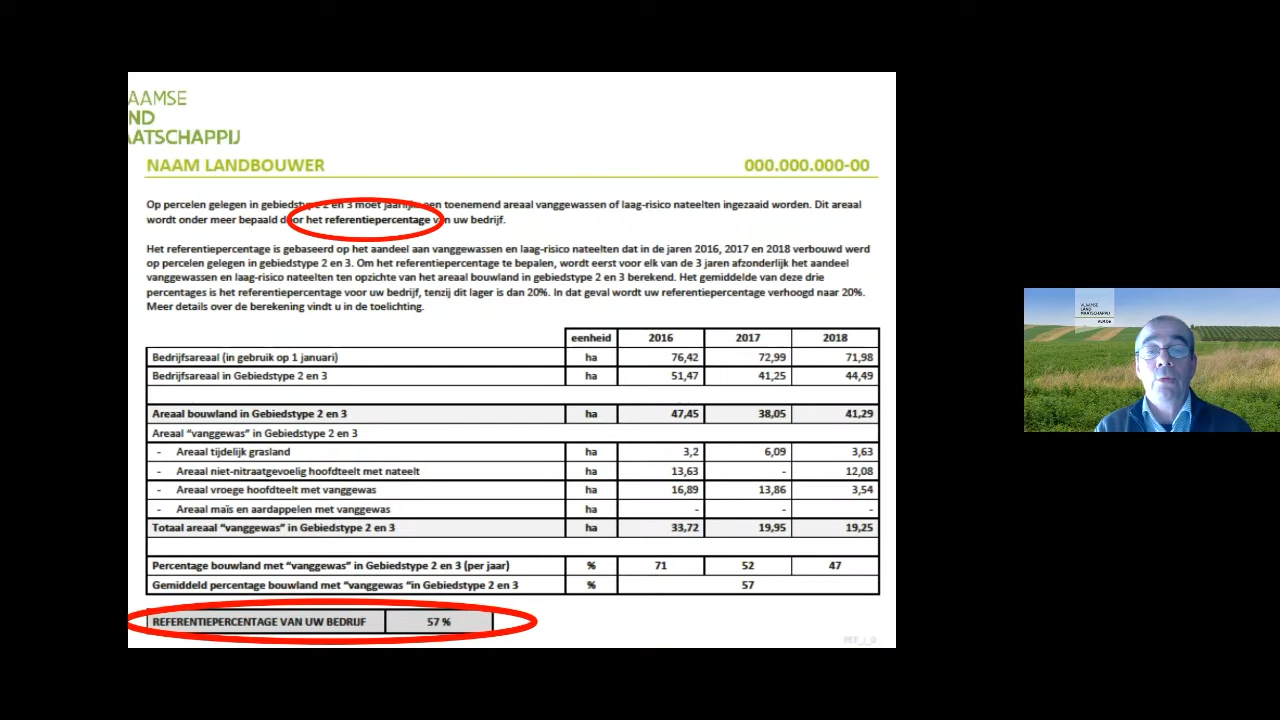 AAMSE
ND
AATSCHAPPIJ
NAAM LANDBOUWER 000.000.000-00
Op percelen gelegen in gebiedstype 2 en 3 moet jaarlijks een toenemend areaal vanggewassen of laag-risico nateelten ingezaaid worden. Dit areaal
wordt onder meer bepaald door het referentiepercentage van uw bedrijf.
Het referentiepercentage is gebaseerd op het aandeel aan vanggewassen en laag-risico nateelten dat in de jaren 2016, 2017 en 2018 verbouwd werd
op percelen gelegen in gebiedstype 2 en 3. Om het referentiepercentage te bepalen, wordt eerst voor elk van de 3 jaren afzonderlijk het aandeel
vanggewassen en laag-risico nateelten ten opzichte van het areaal bouwland in gebiedstype 2 en 3 berekend. Het gemiddelde van deze drie
percentages is het referentiepercentage voor uw bedrijf, tenzij dit lager is dan 20%. In dat geval wordt uw referentiepercentage verhoogd naar 20%.
Meer details over de berekening vindt u in de toelichting.
eenheid 2016 2017 2018
Bedrijfsareaal (in gebruik op 1 januari) ha 76,42 72,99 71,98
Bedrijfsareaal in Gebiedstype 2 en 3 ha 51,47 41,25 44,49
Areaal bouwland in Gebiedstype 2 en 3 ha 47,45 38,05 41,29
Areaal "vanggewas" in Gebiedstype 2 en 3
- Areaal tijdelijk grasland ha 3,2 6,09 3,63
- Areaal niet-nitraatgevoelig hoofdteelt met nateelt ha 13,63 - 12,08
- Areaal vroege hoofdteelt met vanggewas ha 16,89 13,86 3,54
- Areaal maïs en aardappelen met vanggewas ha - - -
Totaal areaal "vanggewas" in Gebiedstype 2 en 3 ha 33,72 19,95 19,25
Percentage bouwland met "vanggewas" in Gebiedstype 2 en 3 (per jaar) % 71 52 47
Gemiddeld percentage bouwland met "vanggewas "in Gebiedstype 2 en 3 % 57
REFERENTIEPERCENTAGE VAN UW BEDRIJF 57 %
VLAAMSE
LAND
MAATSCHAPPIJ